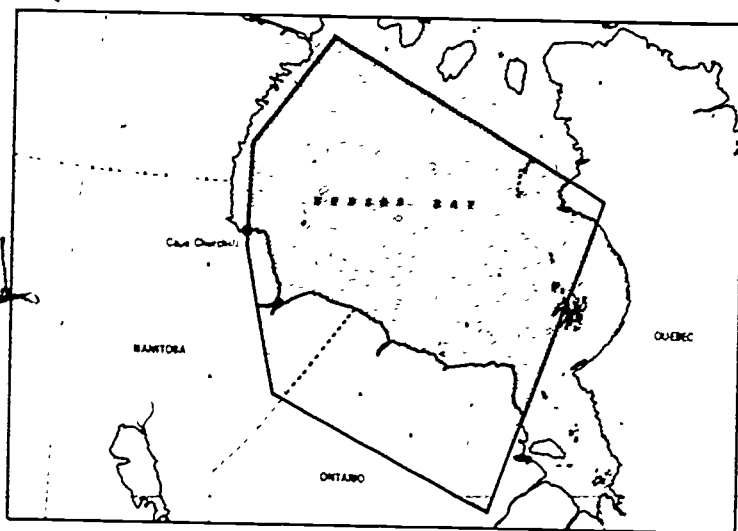 HUDSON BAY
Cape Churchill
MANITOBA
QUEBEC
ONTARIO